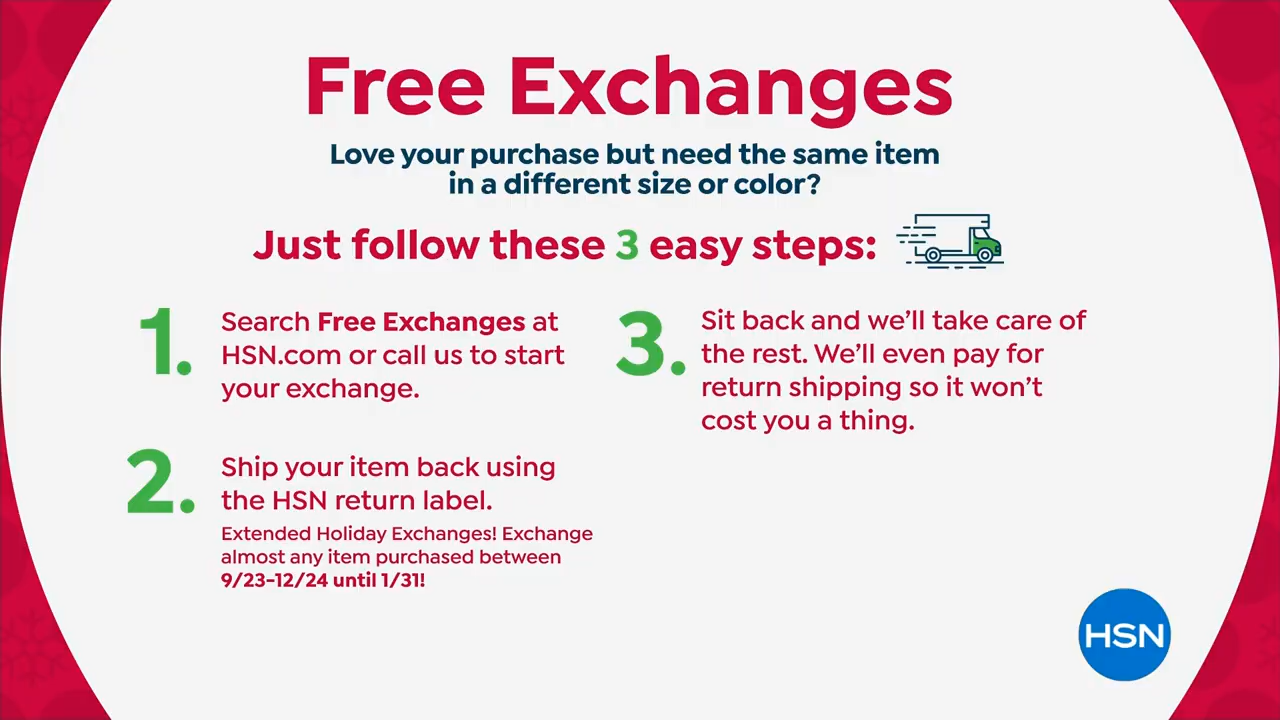 Free Exchanges
Love your purchase but need the same item
in a different size or color?
Just follow these 3 easy steps:
1. Search Free Exchanges at
HSN.com or call us to start
your exchange.
2. Ship your item back using
the HSN return label.
Extended Holiday Exchanges! Exchange
almost any item purchased between
9/23-12/24 until 1/31!
3. Sit back and we'll take care of
the rest. We'll even pay for
return shipping so it won't
cost you a thing.
HSN